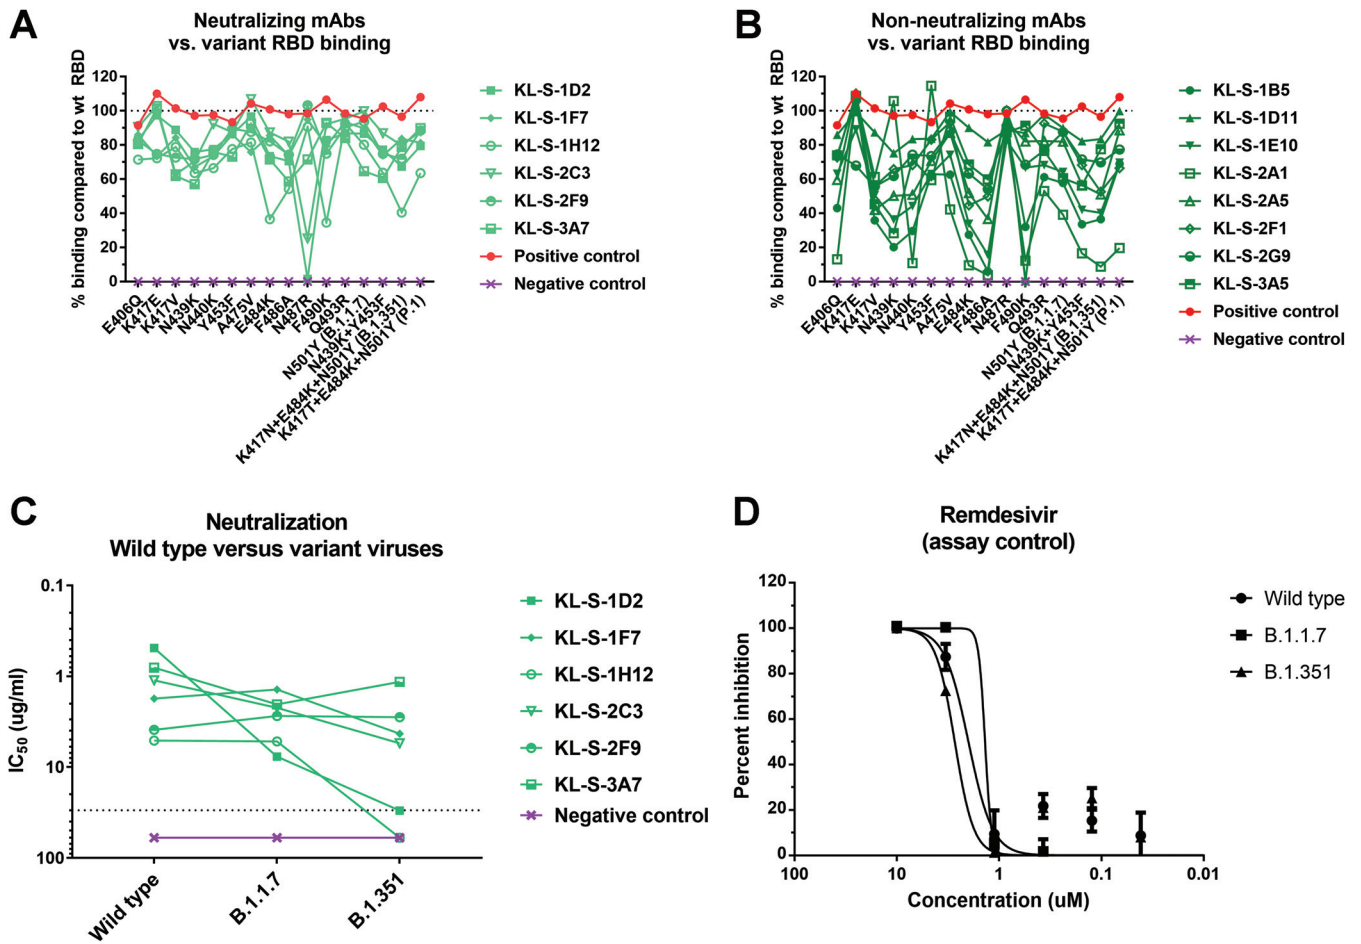 A
Neutralizing mAbs
vs. variant RBD binding
% binding compared to wt RBD
120
100
80
60
40
20
0
E406Q
K417E
K417V
N439K
N440K
Y453F
A475V
E484K
F486A
N487R
F490K
Q493R
N501Y (B.1.1.7)
N439K+Y453F
K417N+E484K+N501Y (B.1.351)
K417T+E484K+N501Y (P.1)
KL-S-1D2
KL-S-1F7
KL-S-1H12
KL-S-2C3
KL-S-2F9
KL-S-3A7
Positive control
Negative control
B
Non-neutralizing mAbs
vs. variant RBD binding
% binding compared to wt RBD
120
100
80
60
40
20
0
E406Q
K417E
K417V
N439K
N440K
Y453F
A475V
E484K
F486A
N487R
F490K
Q493R
N501Y (B.1.1.7)
N439K+Y453F
K417N+E484K+N501Y (B.1.351)
K417T+E484K+N501Y (P.1)
KL-S-1B5
KL-S-1D11
KL-S-1E10
KL-S-2A1
KL-S-2A5
KL-S-2F1
KL-S-2G9
KL-S-3A5
Positive control
Negative control
C
Neutralization
Wild type versus variant viruses
IC50 (ug/ml)
0.1
1
10
100
Wild type
B.1.1.7
B.1.351
KL-S-1D2
KL-S-1F7
KL-S-1H12
KL-S-2C3
KL-S-2F9
KL-S-3A7
Negative control
D
Remdesivir
(assay control)
Percent inhibition
120
100
80
60
40
20
0
100
10
1
0.1
0.01
Concentration (uM)
Wild type
B.1.1.7
B.1.351